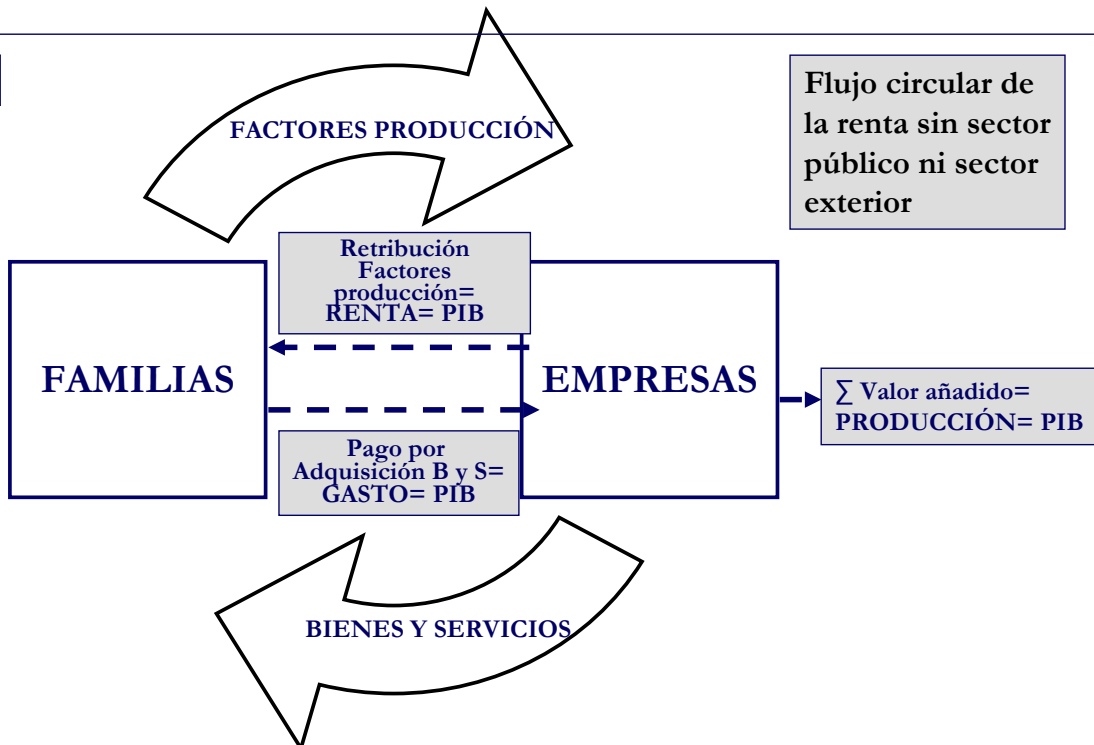 FACTORES PRODUCCIÓN
Flujo circular de
la renta sin sector
público ni sector
exterior
Retribución
Factores
producción=
RENTA= PIB
FAMILIAS
EMPRESAS
∑ Valor añadido=
PRODUCCIÓN= PIB
Pago por
Adquisición B y S=
GASTO= PIB
BIENES Y SERVICIOS